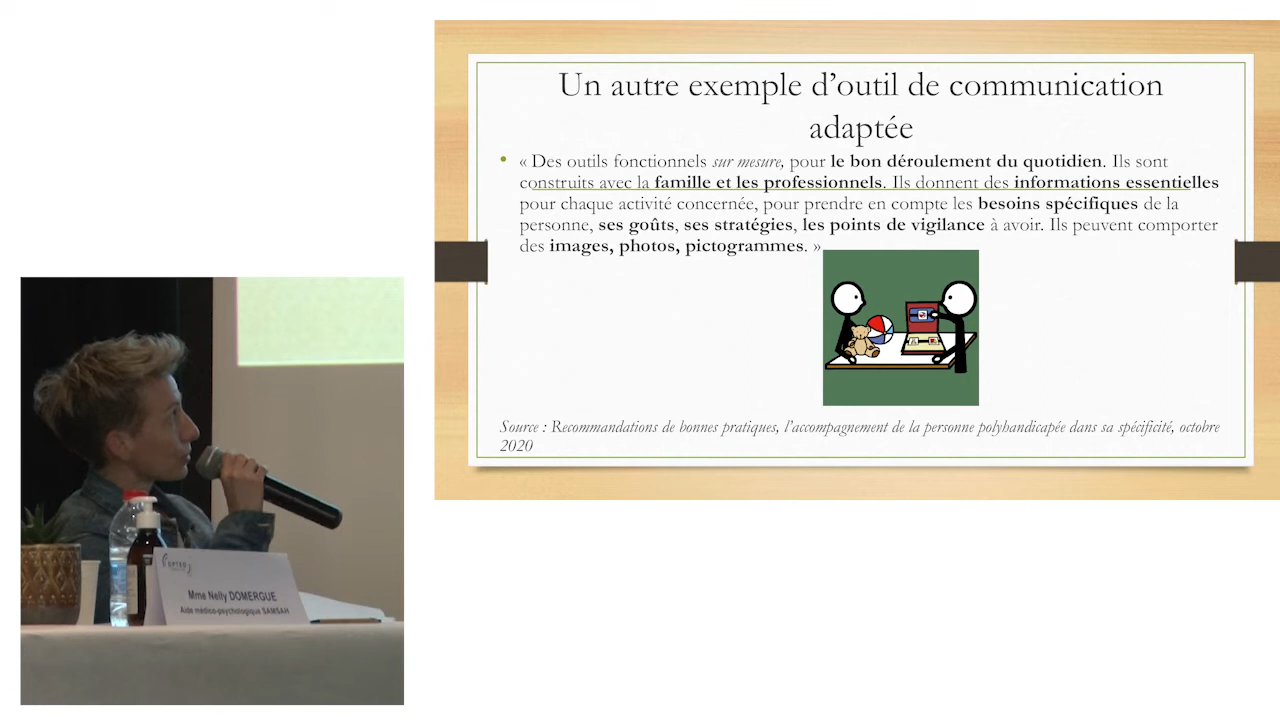 Un autre exemple d’outil de communication
adaptée
• « Des outils fonctionnels sur mesure, pour le bon déroulement du quotidien. Ils sont
construits avec la famille et les professionnels. Ils donnent des informations essentielles
pour chaque activité concernée, pour prendre en compte les besoins spécifiques de la
personne, ses goûts, ses stratégies, les points de vigilance à avoir. Ils peuvent comporter
des images, photos, pictogrammes. »
Source : Recommandations de bonnes pratiques, l’accompagnement de la personne polyhandicapée dans sa spécificité, octobre
2020
Mme Nelly DOMERGUE
Aide médico-psychologique SAMSAH